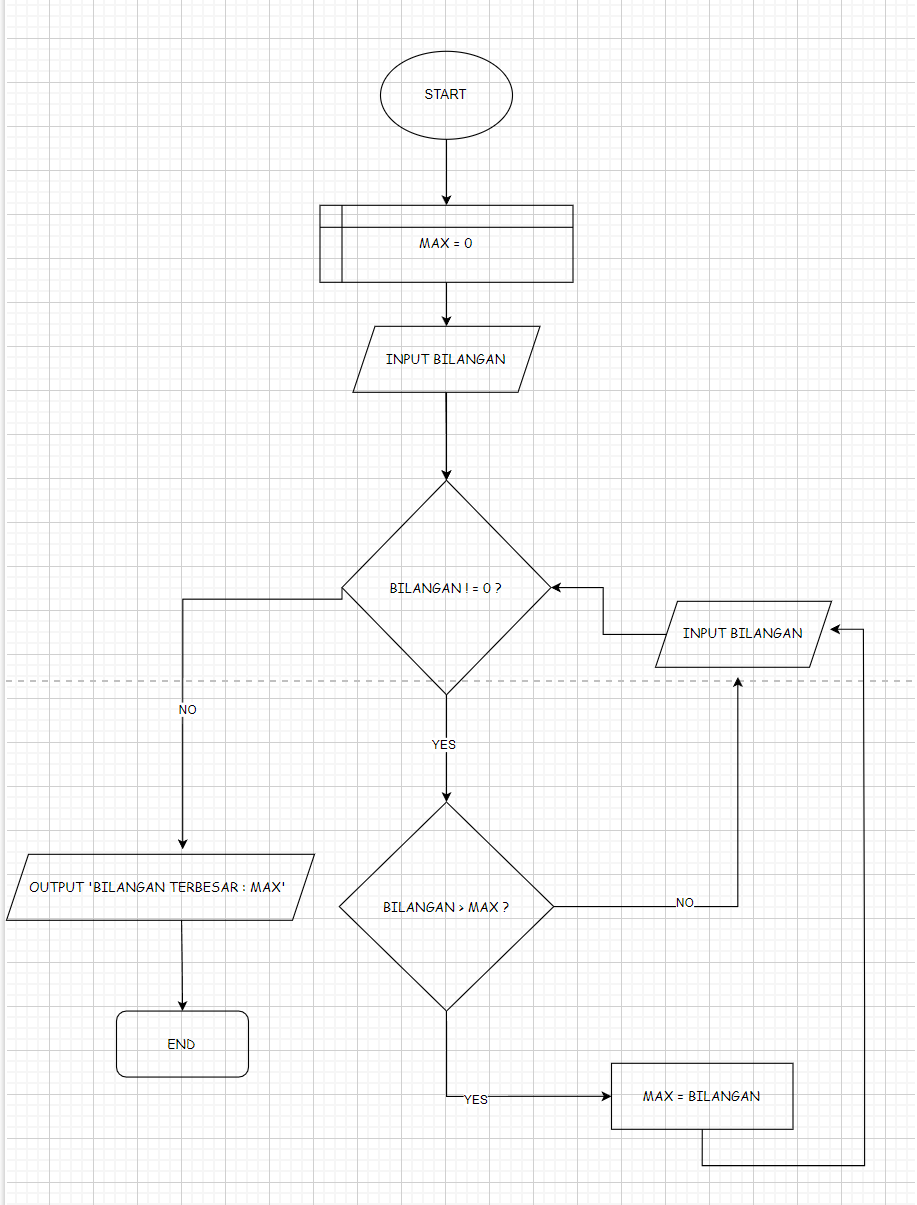 START
MAX = 0
INPUT BILANGAN
BILANGAN ! = 0 ?
INPUT BILANGAN
NO
YES
OUTPUT 'BILANGAN TERBESAR : MAX'
BILANGAN > MAX ?
NO
END
YES
MAX = BILANGAN